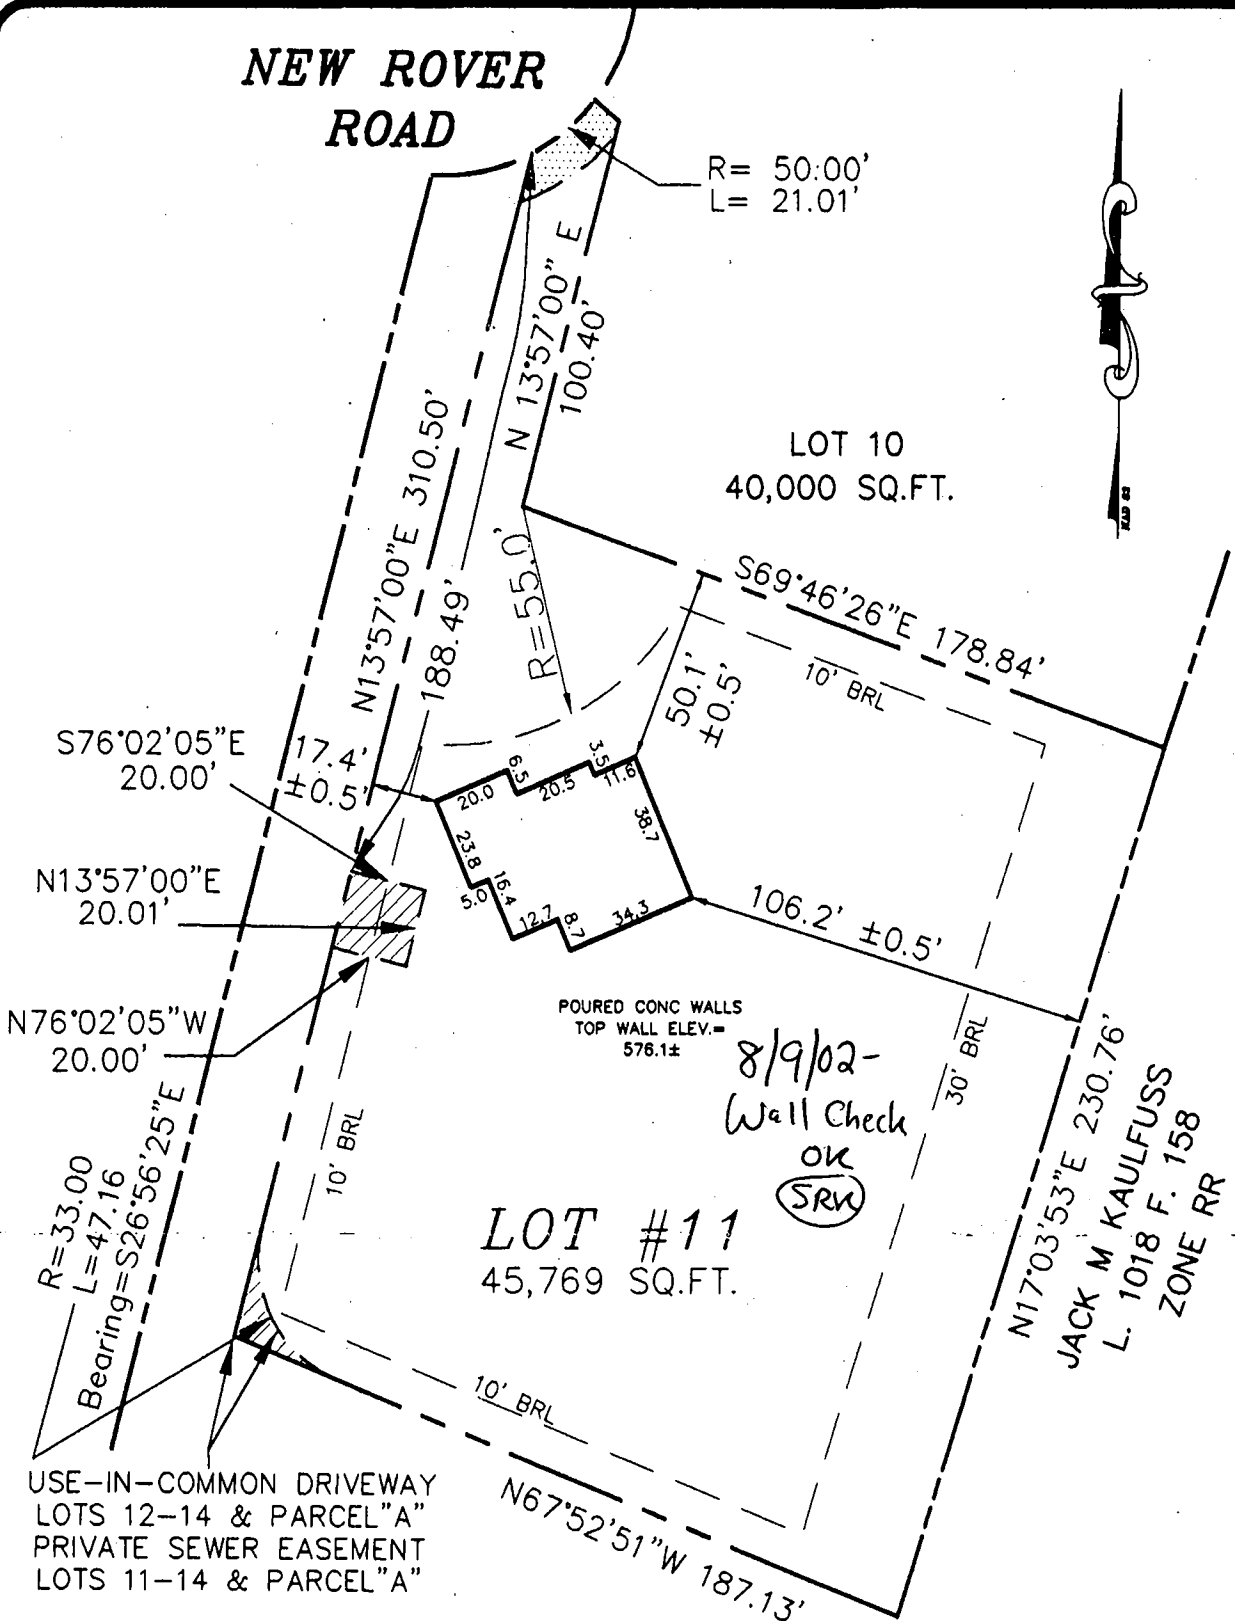 NEW ROVER
ROAD
R= 50:00'
L= 21.01'
N 13°57'00" E
100.40'
N13°57'00"E 310.50'
188.49'
R=55.0'
LOT 10
40,000 SQ.FT.
NAD 83
S69°46'26"E 178.84'
10' BRL
50.1'
±0.5'
S76°02'05"E
20.00'
17.4'
±0.5'
20.0
6.5
20.5
3.5
11.6
38.7
23.8
5.0
16.4
12.7
8.7
34.3
N13°57'00"E
20.01'
106.2' ±0.5'
N76°02'05"W
20.00'
POURED CONC WALLS
TOP WALL ELEV.=
576.1±
8/9/02-
Wall Check
OK
SRK
30' BRL
10' BRL
R=33.00
L=47.16
Bearing=S26°56'25"E
LOT #11
45,769 SQ.FT.
N17°03'53"E 230.76'
JACK M KAULFUSS
L. 1018 F. 158
ZONE RR
10' BRL
USE-IN-COMMON DRIVEWAY
LOTS 12-14 & PARCEL"A"
PRIVATE SEWER EASEMENT
LOTS 11-14 & PARCEL"A"
N67°52'51"W 187.13'